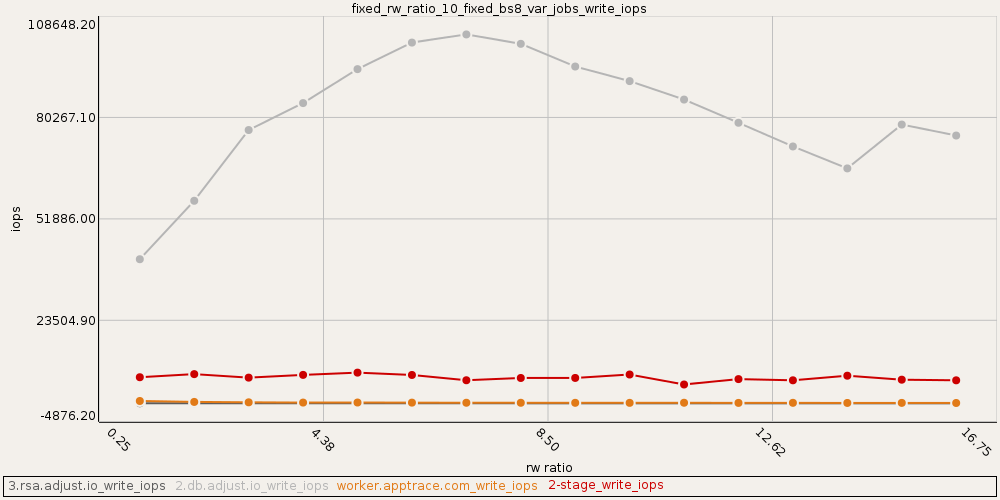 fixed_rw_ratio_10_fixed_bs8_var_jobs_write_iops
108648.20
80267.10
51886.00
23504.90
-4876.20
iops
0.25 4.38 8.50 12.62 16.75
rw ratio
3.rsa.adjust.io_write_iops 2.db.adjust.io_write_iops worker.apptrace.com_write_iops 2-stage_write_iops